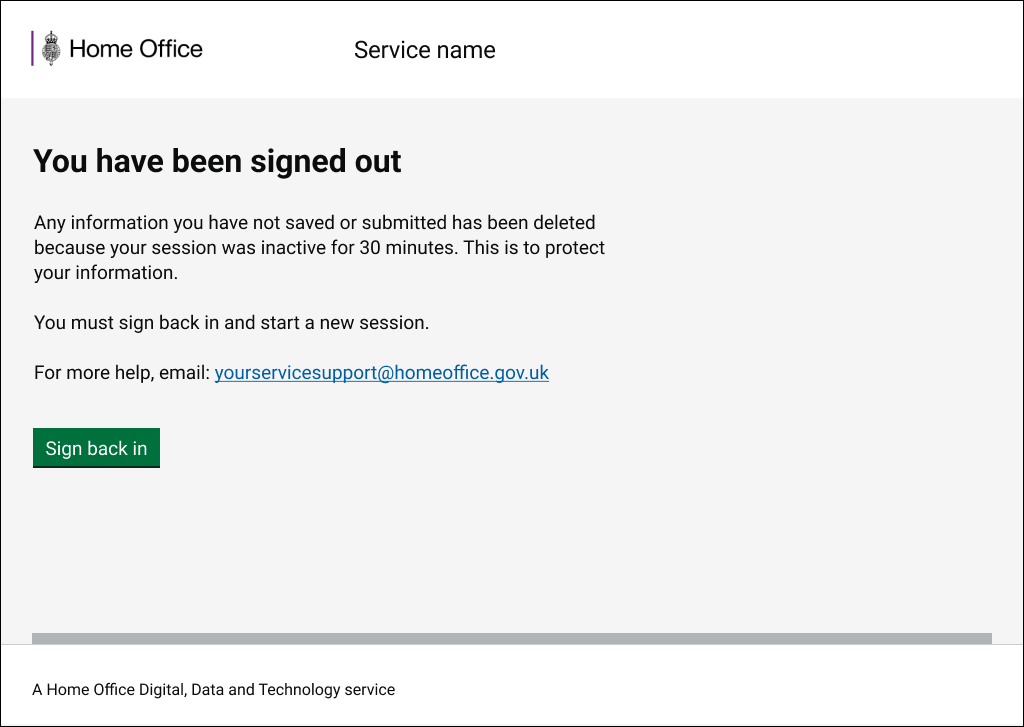 Home Office
Service name
You have been signed out
Any information you have not saved or submitted has been deleted
because your session was inactive for 30 minutes. This is to protect
your information.
You must sign back in and start a new session.
For more help, email: yourservicesupport@homeoffice.gov.uk
Sign back in
A Home Office Digital, Data and Technology service